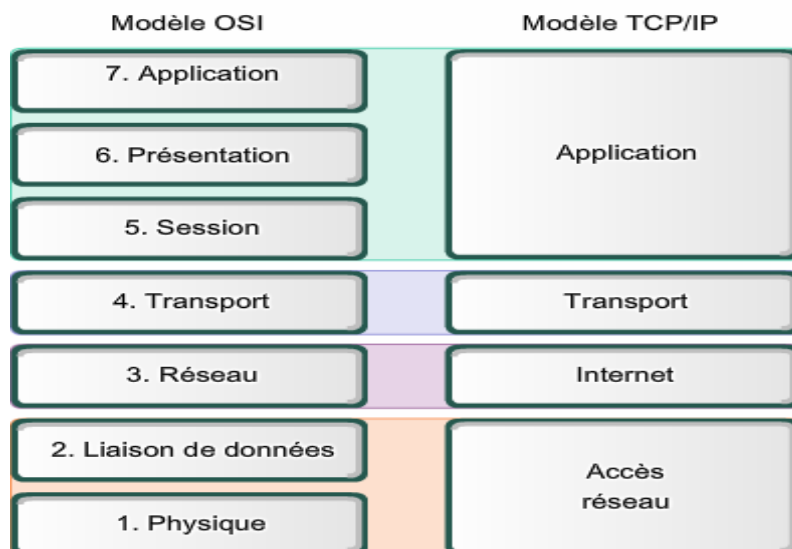 Modèle OSI
Modèle TCP/IP
7. Application
6. Présentation
5. Session
Application
4. Transport
Transport
3. Réseau
Internet
2. Liaison de données
1. Physique
Accès
réseau